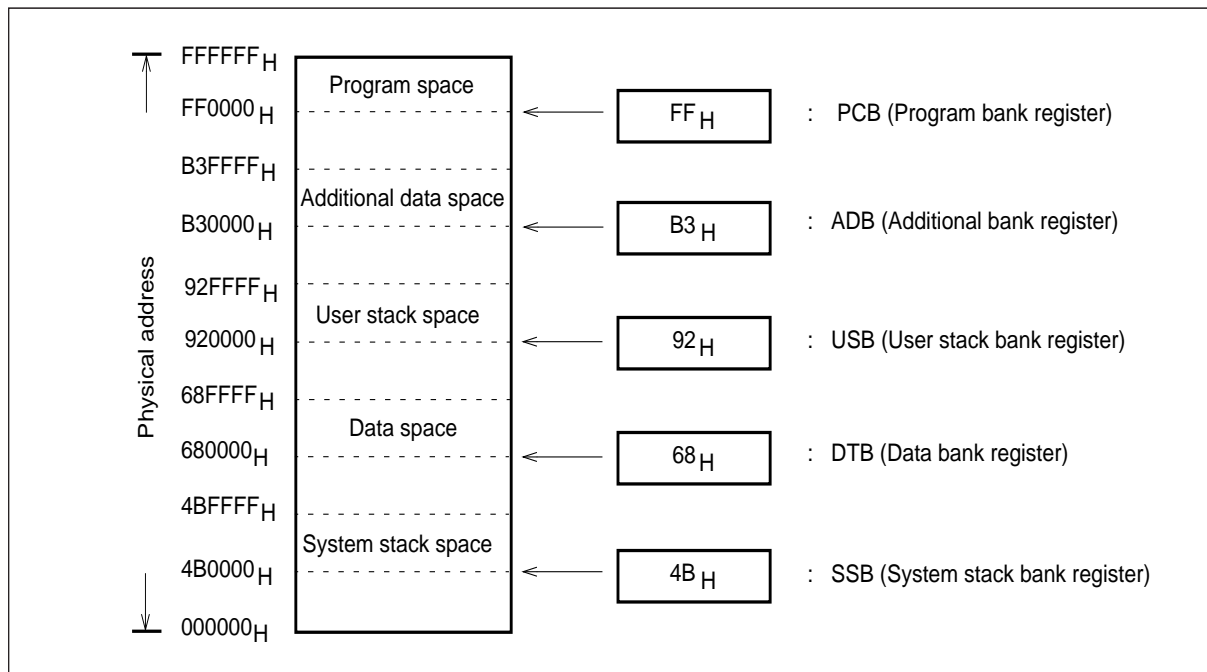 FFFFFFH
Program space
FF0000H
FFH : PCB (Program bank register)
B3FFFFH
Additional data space
B30000H
B3H : ADB (Additional bank register)
92FFFFH
User stack space
920000H
92H : USB (User stack bank register)
68FFFFH
Data space
680000H
68H : DTB (Data bank register)
4BFFFFH
System stack space
4B0000H
4BH : SSB (System stack bank register)
000000H
Physical address